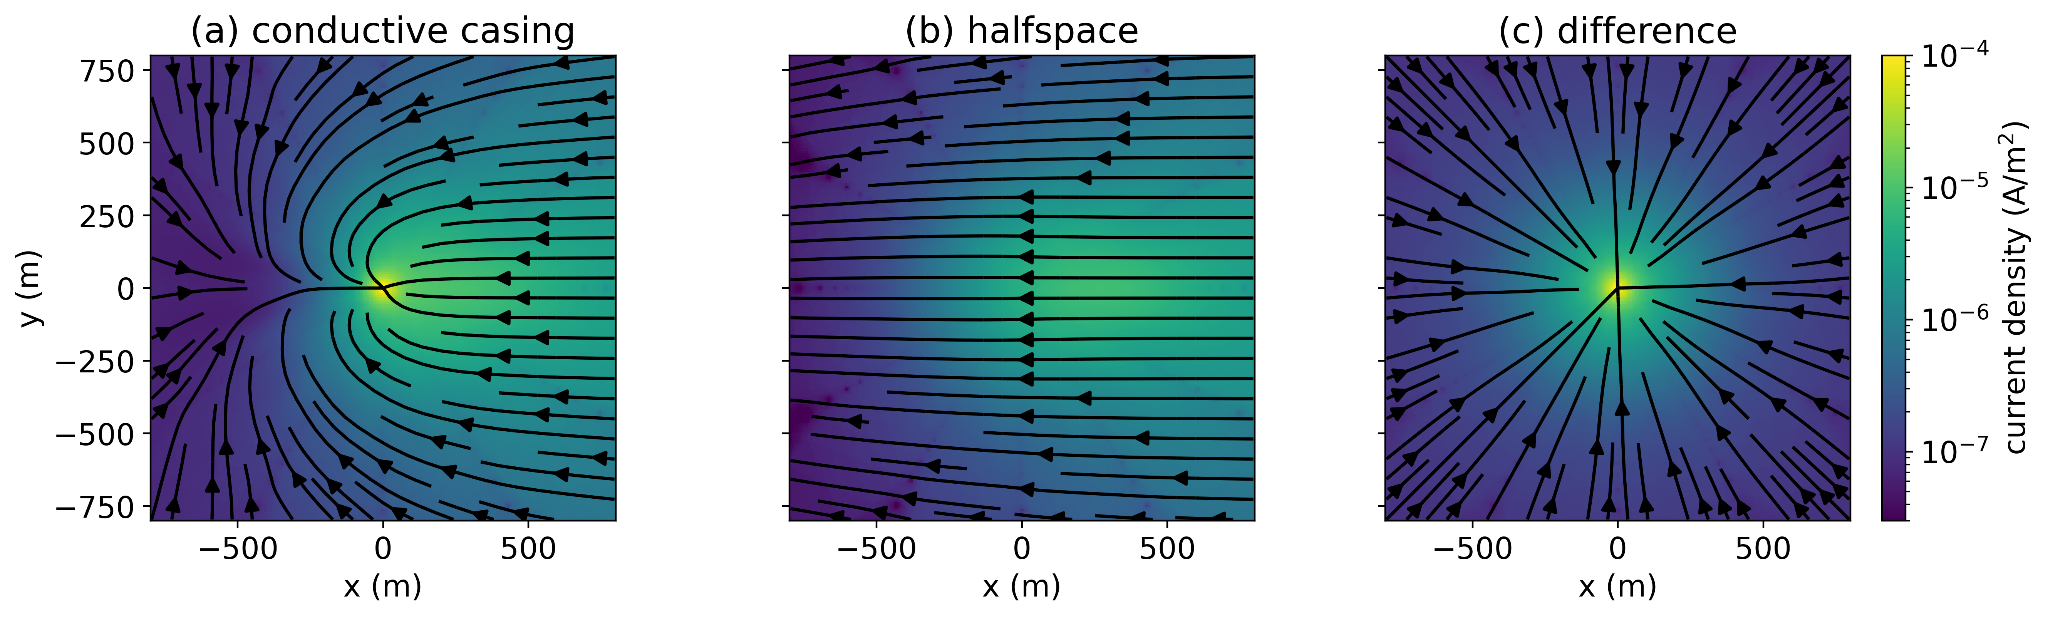 (a) conductive casing
(b) halfspace
(c) difference
y (m)
750
500
250
0
−250
−500
−750
−500 0 500
x (m)
−500 0 500
x (m)
−500 0 500
x (m)
10⁻⁴
10⁻⁵
10⁻⁶
10⁻⁷
current density (A/m²)